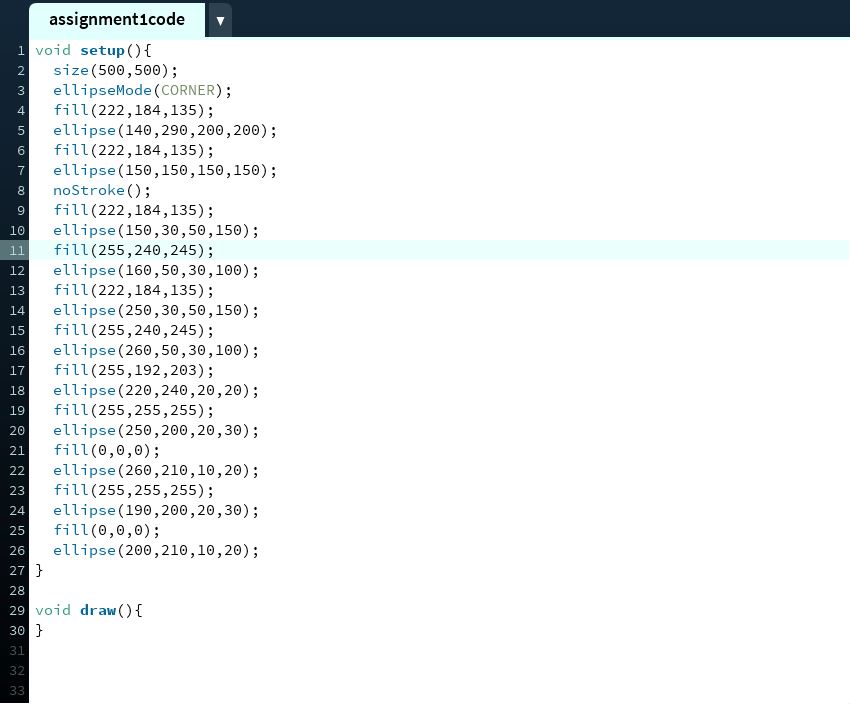 assignment1code ▼
1 void setup(){
2 size(500,500);
3 ellipseMode(CORNER);
4 fill(222,184,135);
5 ellipse(140,290,200,200);
6 fill(222,184,135);
7 ellipse(150,150,150,150);
8 noStroke();
9 fill(222,184,135);
10 ellipse(150,30,50,150);
11 fill(255,240,245);
12 ellipse(160,50,30,100);
13 fill(222,184,135);
14 ellipse(250,30,50,150);
15 fill(255,240,245);
16 ellipse(260,50,30,100);
17 fill(255,192,203);
18 ellipse(220,240,20,20);
19 fill(255,255,255);
20 ellipse(250,200,20,30);
21 fill(0,0,0);
22 ellipse(260,210,10,20);
23 fill(255,255,255);
24 ellipse(190,200,20,30);
25 fill(0,0,0);
26 ellipse(200,210,10,20);
27 }
28
29 void draw(){
30 }
31
32
33